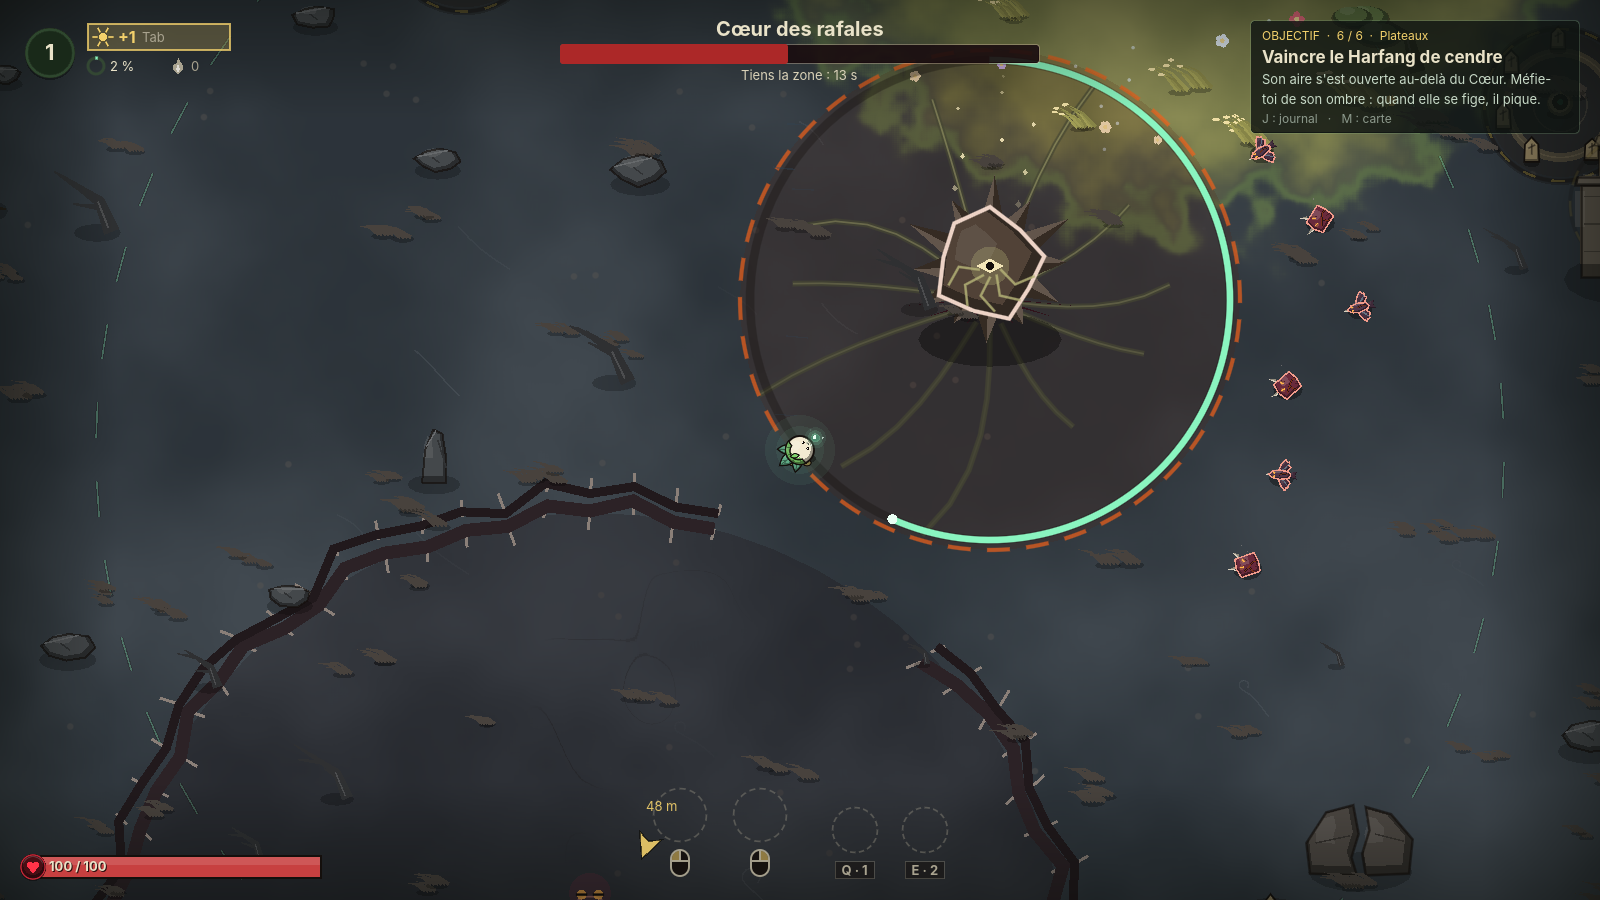 1
+1 Tab
2 %
0
Cœur des rafales
Tiens la zone : 13 s
OBJECTIF · 6 / 6 · Plateaux
Vaincre le Harfang de cendre
Son aire s'est ouverte au-delà du Cœur. Méfie-
toi de son ombre : quand elle se fige, il pique.
J : journal · M : carte
48 m
Q · 1
E · 2
100 / 100